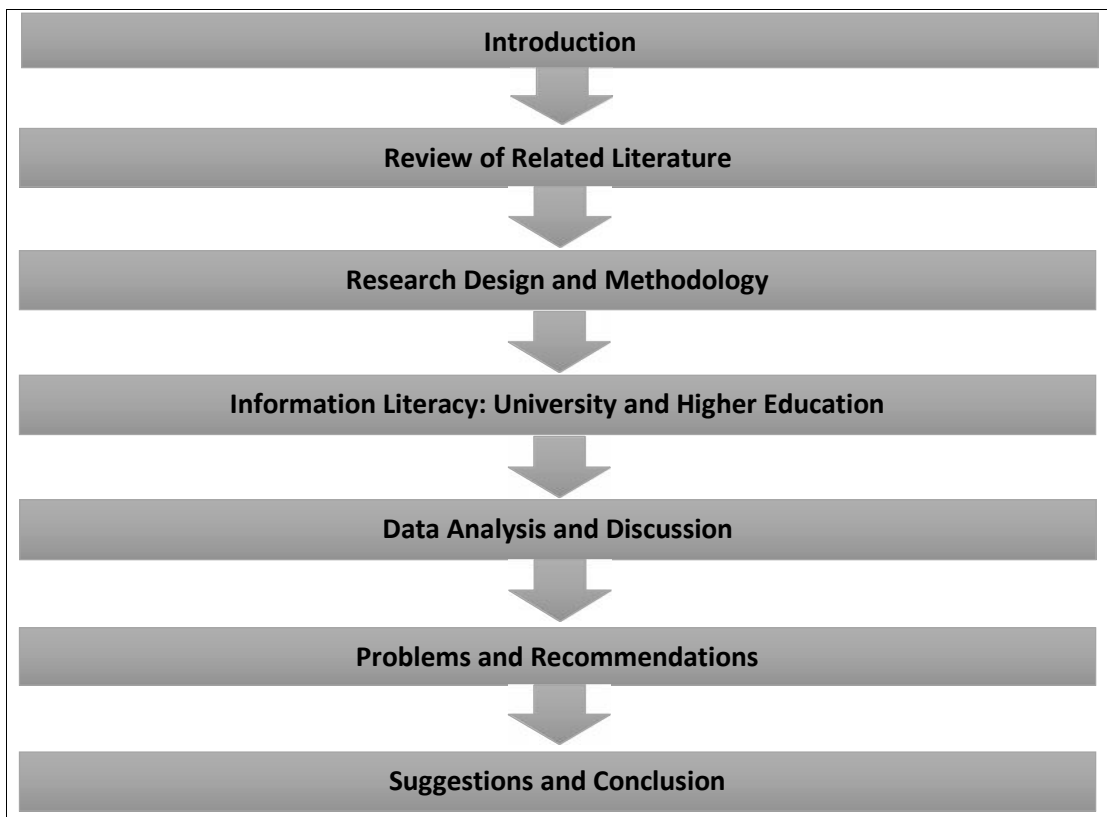 Introduction
Review of Related Literature
Research Design and Methodology
Information Literacy: University and Higher Education
Data Analysis and Discussion
Problems and Recommendations
Suggestions and Conclusion